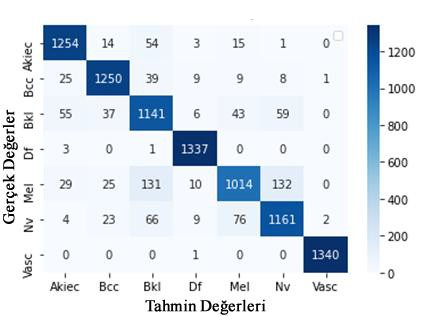 Gerçek Değerler
Akiec 1254 14 54 3 15 1 0
Bcc 25 1250 39 9 9 8 1
Bkl 55 37 1141 6 43 59 0
Df 3 0 1 1337 0 0 0
Mel 29 25 131 10 1014 132 0
Nv 4 23 66 9 76 1161 2
Vasc 0 0 0 1 0 0 1340
Akiec Bcc Bkl Df Mel Nv Vasc
Tahmin Değerleri
1200
1000
800
600
400
200
0